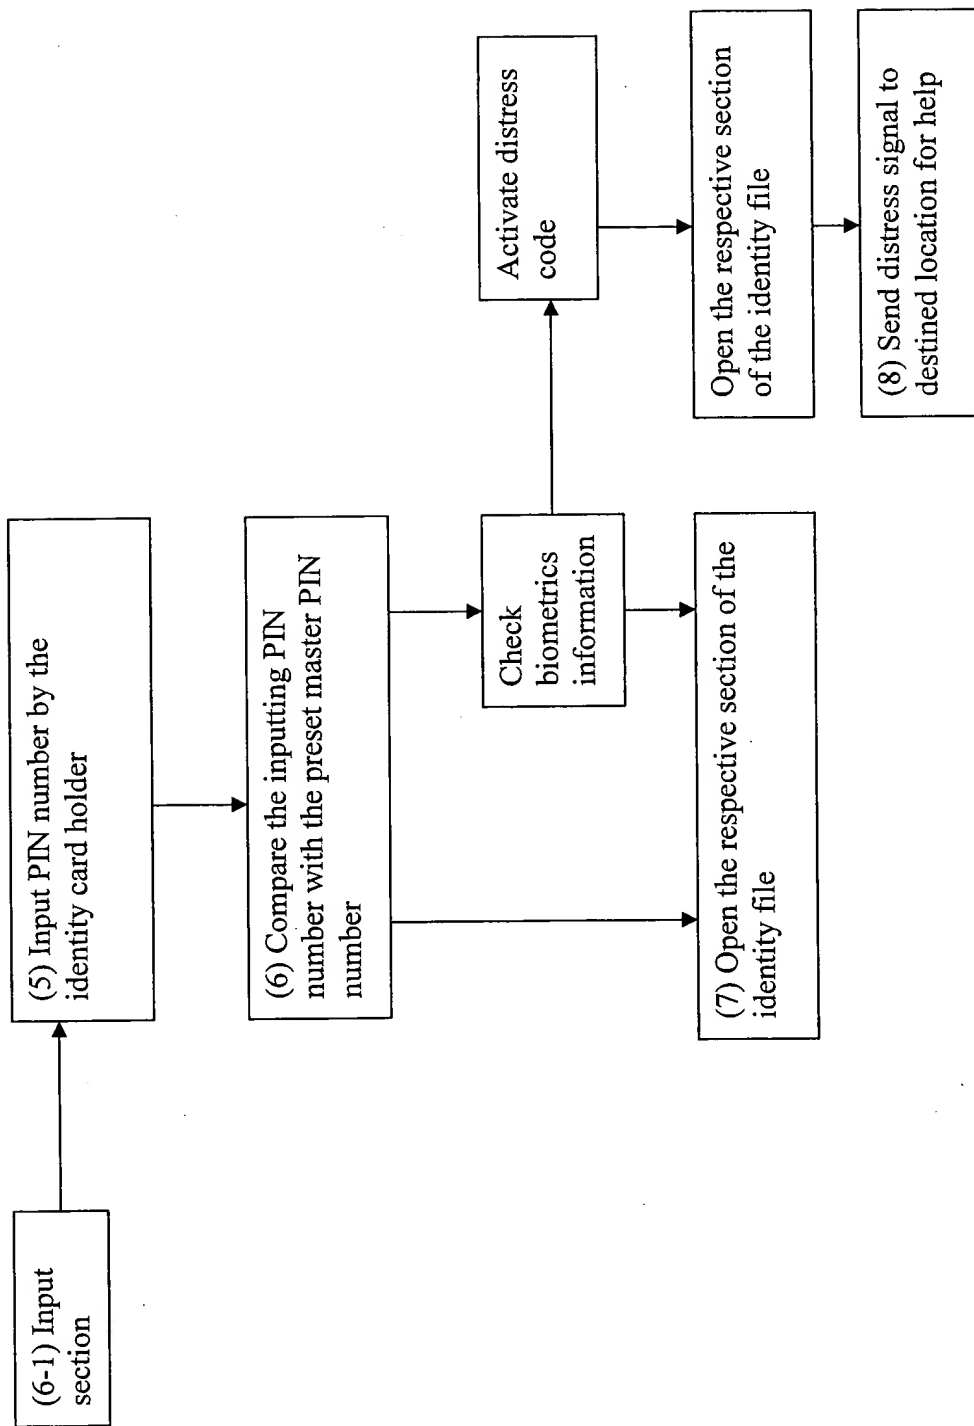 (6-1) Input
section
(5) Input PIN number by the
identity card holder
(6) Compare the inputting PIN
number with the preset master PIN
number
Check
biometrics
information
Activate distress
code
(7) Open the respective section of the
identity file
Open the respective section
of the identity file
(8) Send distress signal to
destined location for help